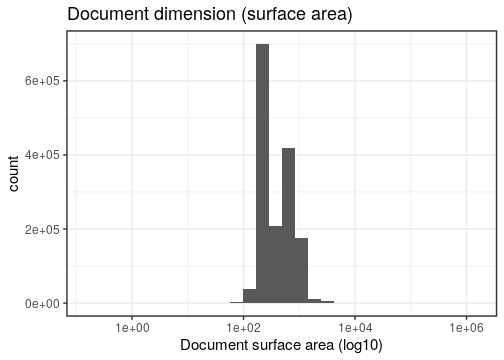 Document dimension (surface area)
6e+05
4e+05
2e+05
0e+00
count
1e+00 1e+02 1e+04 1e+06
Document surface area (log10)